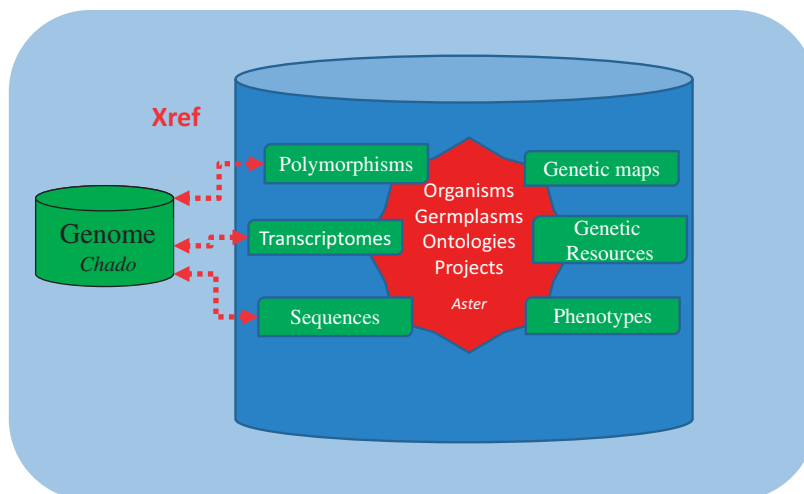 Xref
Polymorphisms
Genetic maps
Organisms
Germplasms
Ontologies
Projects
Aster
Genome
Chado
Transcriptomes
Genetic
Resources
Sequences
Phenotypes